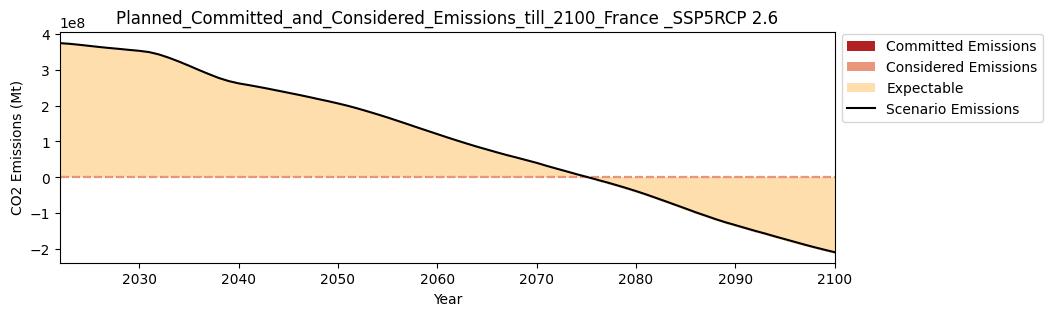 Planned_Committed_and_Considered_Emissions_till_2100_France _SSP5RCP 2.6
1e8
4
3
2
1
0
−1
−2
CO2 Emissions (Mt)
2030 2040 2050 2060 2070 2080 2090 2100
Year
Committed Emissions
Considered Emissions
Expectable
Scenario Emissions